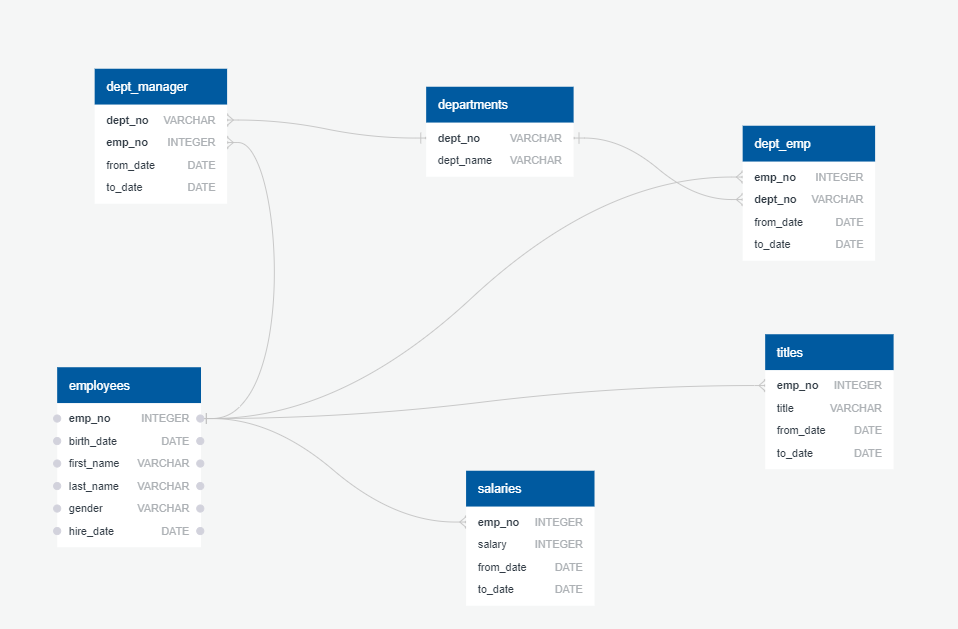 dept_manager
dept_no VARCHAR
emp_no INTEGER
from_date DATE
to_date DATE
departments
dept_no VARCHAR
dept_name VARCHAR
dept_emp
emp_no INTEGER
dept_no VARCHAR
from_date DATE
to_date DATE
employees
emp_no INTEGER
birth_date DATE
first_name VARCHAR
last_name VARCHAR
gender VARCHAR
hire_date DATE
titles
emp_no INTEGER
title VARCHAR
from_date DATE
to_date DATE
salaries
emp_no INTEGER
salary INTEGER
from_date DATE
to_date DATE